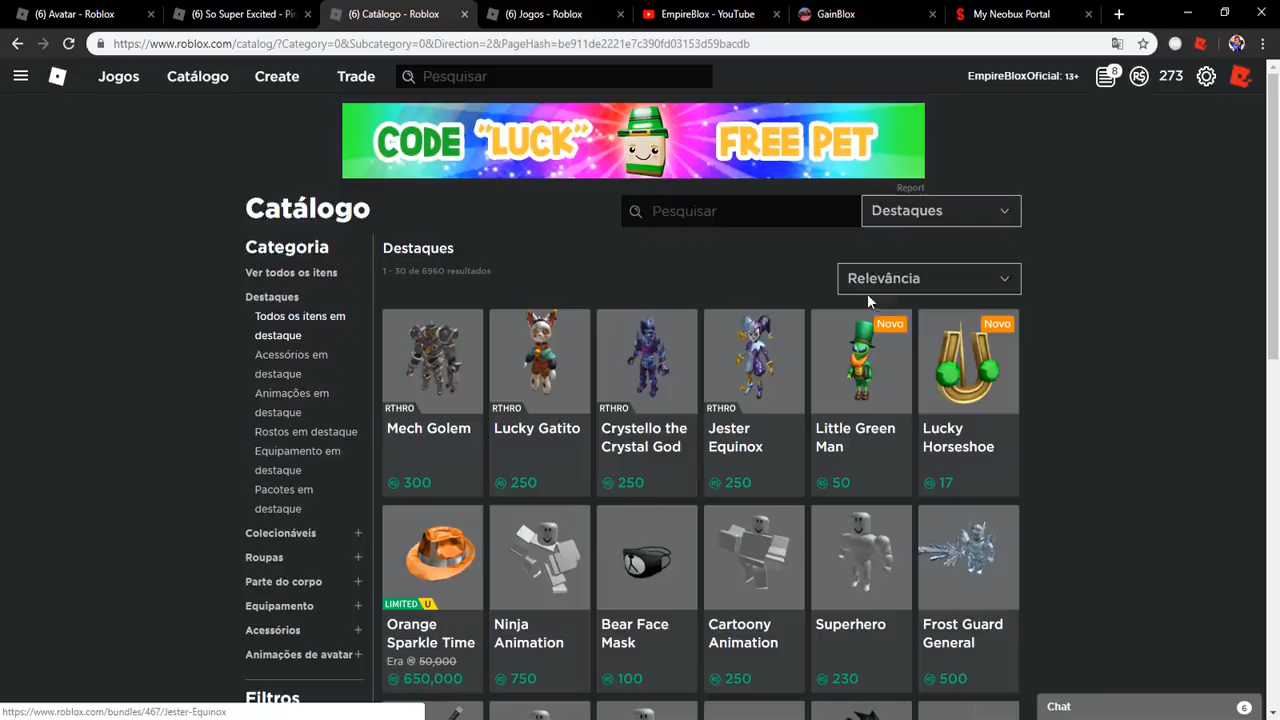 (6) Avatar - Roblox
(6) So Super Excited - Pin
(6) Catálogo - Roblox
(6) Jogos - Roblox
EmpireBlox - YouTube
GainBlox
My Neobux Portal
https://www.roblox.com/catalog/?Category=0&Subcategory=0&Direction=2&PageHash=be911de2221e7c390fd03153d59bacdb
Jogos
Catálogo
Create
Trade
Pesquisar
EmpireBloxOficial: 13+
8
273
CODE "LUCK" FREE PET
Report
Catálogo
Pesquisar
Destaques
Categoria
Ver todos os itens
Destaques
Todos os itens em
destaque
Acessórios em
destaque
Animações em
destaque
Rostos em destaque
Equipamento em
destaque
Pacotes em
destaque
Colecionáveis
Roupas
Parte do corpo
Equipamento
Acessórios
Animações de avatar
Filtros
Destaques
1 - 30 de 6960 resultados
Relevância
RTHRO
Mech Golem
300
RTHRO
Lucky Gatito
250
RTHRO
Crystello the
Crystal God
250
RTHRO
Jester
Equinox
250
Novo
Little Green
Man
50
Novo
Lucky
Horseshoe
17
LIMITED U
Orange
Sparkle Time
Era 50,000
650,000
Ninja
Animation
750
Bear Face
Mask
100
Cartoony
Animation
250
Superhero
230
Frost Guard
General
500
https://www.roblox.com/bundles/467/Jester-Equinox
Chat
6